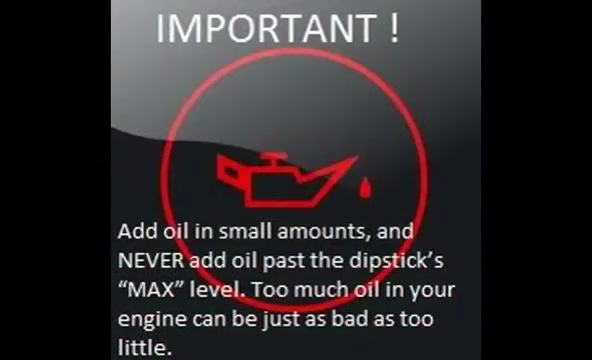 IMPORTANT !
Add oil in small amounts, and
NEVER add oil past the dipstick's
“MAX” level. Too much oil in your
engine can be just as bad as too
little.